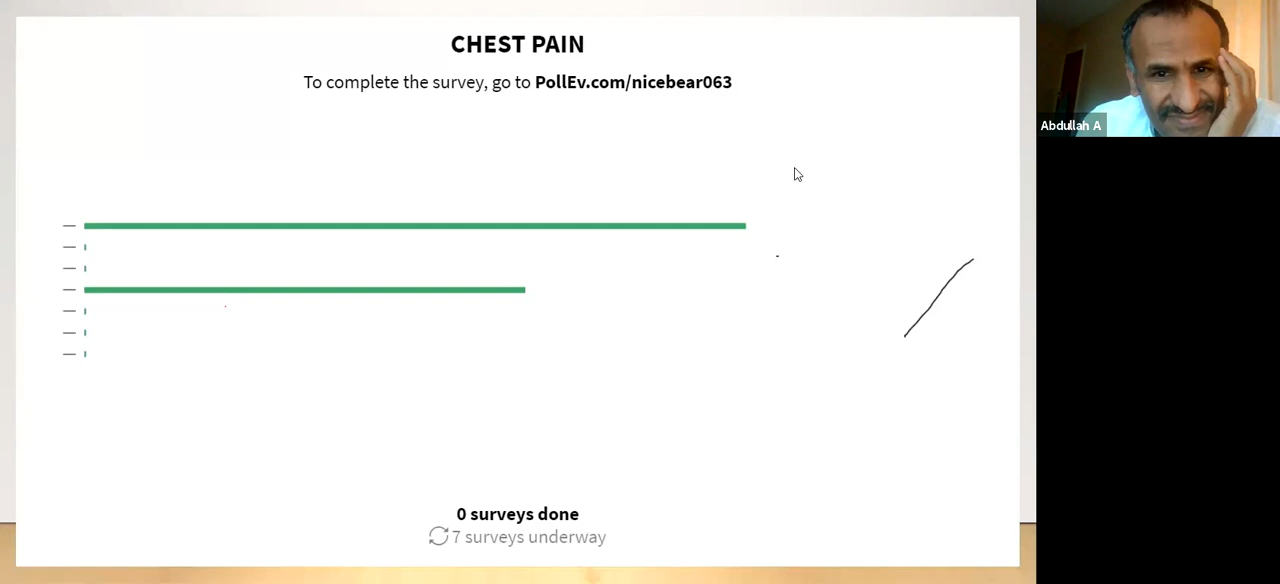 CHEST PAIN
To complete the survey, go to PollEv.com/nicebear063
Abdullah A
0 surveys done
7 surveys underway